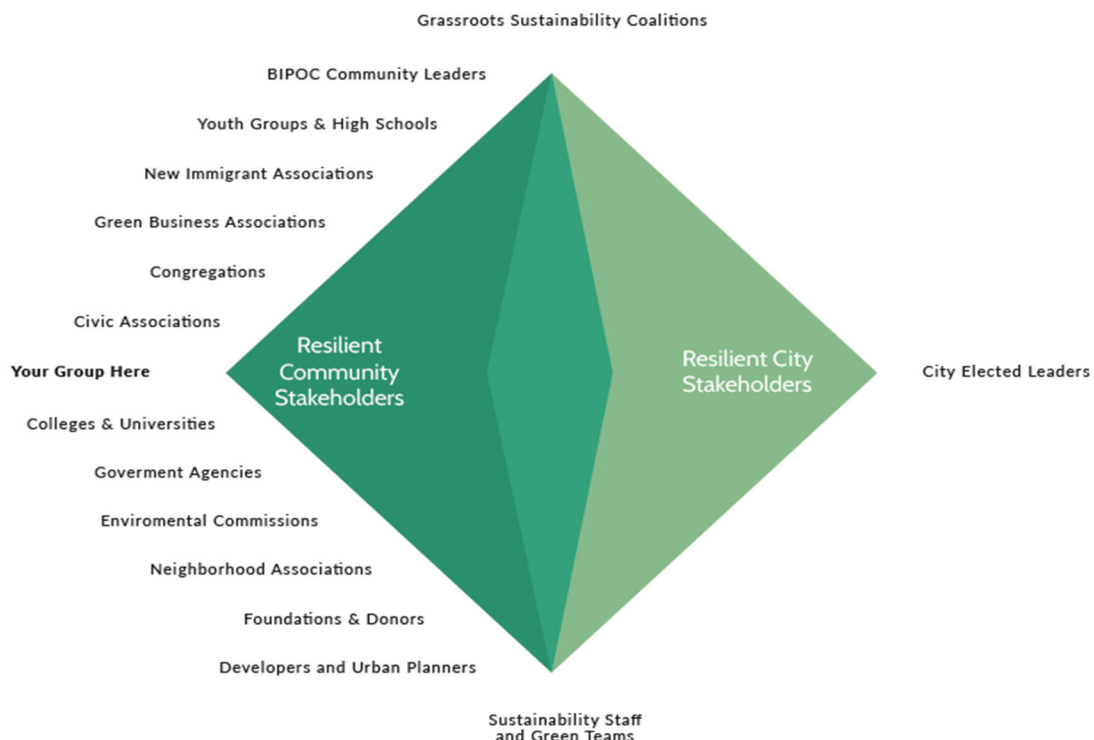 Grassroots Sustainability Coalitions
BIPOC Community Leaders
Youth Groups & High Schools
New Immigrant Associations
Green Business Associations
Congregations
Civic Associations
Your Group Here
Colleges & Universities
Goverment Agencies
Enviromental Commissions
Neighborhood Associations
Foundations & Donors
Developers and Urban Planners
Resilient
Community
Stakeholders
Resilient City
Stakeholders
City Elected Leaders
Sustainability Staff
and Green Teams